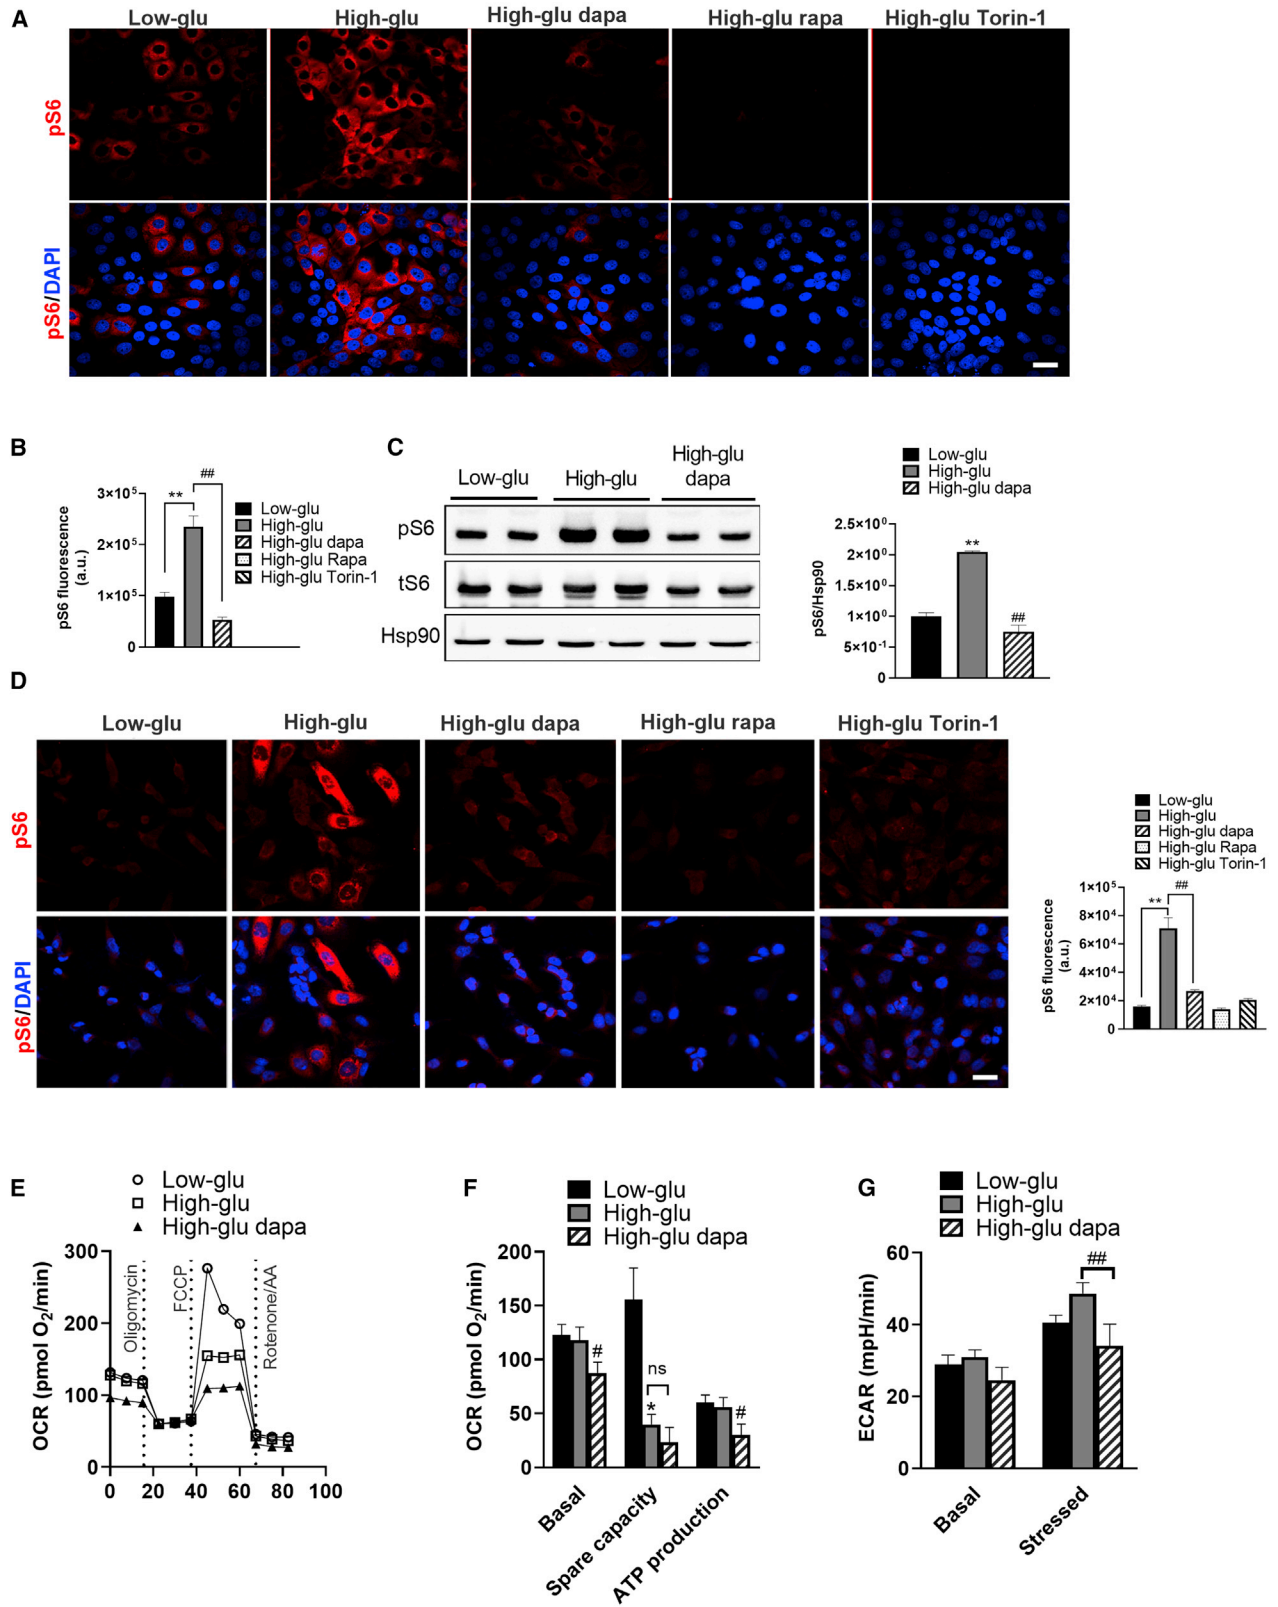 A
Low-glu High-glu High-glu dapa High-glu rapa High-glu Torin-1
pS6
pS6/DAPI
B
pS6 fluorescence
(a.u.)
3×10⁵
2×10⁵
1×10⁵
0
** ##
Low-glu
High-glu
High-glu dapa
High-glu Rapa
High-glu Torin-1
C
Low-glu High-glu High-glu
dapa
pS6
tS6
Hsp90
Low-glu
High-glu
High-glu dapa
pS6/Hsp90
2.5×10⁰
2×10⁰
1.5×10⁰
1×10⁰
5×10⁻¹
0
**
##
D
Low-glu High-glu High-glu dapa High-glu rapa High-glu Torin-1
pS6
pS6/DAPI
Low-glu
High-glu
High-glu dapa
High-glu Rapa
High-glu Torin-1
pS6 fluorescence
(a.u.)
1×10⁵
8×10⁴
6×10⁴
4×10⁴
2×10⁴
0
** ##
E
Low-glu
High-glu
High-glu dapa
OCR (pmol O₂/min)
300
200
100
0
Oligomycin
FCCP
Rotenone/AA
0 20 40 60 80 100
F
Low-glu
High-glu
High-glu dapa
OCR (pmol O₂/min)
200
150
100
50
0
#
ns
*
#
Basal
Spare capacity
ATP production
G
Low-glu
High-glu
High-glu dapa
ECAR (mpH/min)
60
40
20
0
##
Basal
Stressed